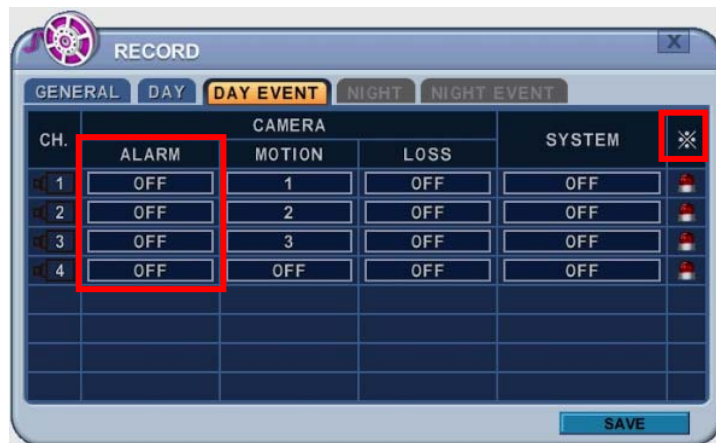 RECORD X
GENERAL DAY DAY EVENT NIGHT NIGHT EVENT
CH. CAMERA SYSTEM ※
ALARM MOTION LOSS
1 OFF 1 OFF OFF
2 OFF 2 OFF OFF
3 OFF 3 OFF OFF
4 OFF OFF OFF OFF
SAVE